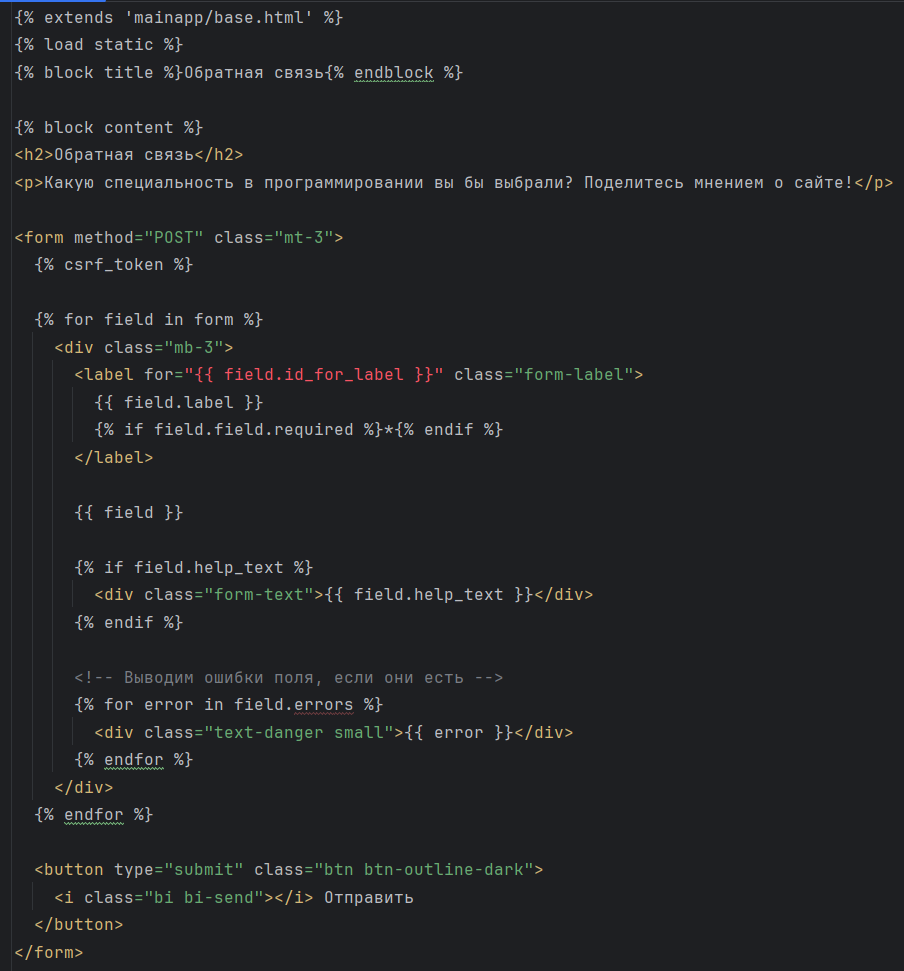 {% extends 'mainapp/base.html' %}
{% load static %}
{% block title %}Обратная связь{% endblock %}
{% block content %}
<h2>Обратная связь</h2>
<p>Какую специальность в программировании вы бы выбрали? Поделитесь мнением о сайте!</p>
<form method="POST" class="mt-3">
{% csrf_token %}
{% for field in form %}
<div class="mb-3">
<label for="{{ field.id_for_label }}" class="form-label">
{{ field.label }}
{% if field.field.required %}*{% endif %}
</label>
{{ field }}
{% if field.help_text %}
<div class="form-text">{{ field.help_text }}</div>
{% endif %}
<!-- Выводим ошибки поля, если они есть -->
{% for error in field.errors %}
<div class="text-danger small">{{ error }}</div>
{% endfor %}
</div>
{% endfor %}
<button type="submit" class="btn btn-outline-dark">
<i class="bi bi-send"></i> Отправить
</button>
</form>